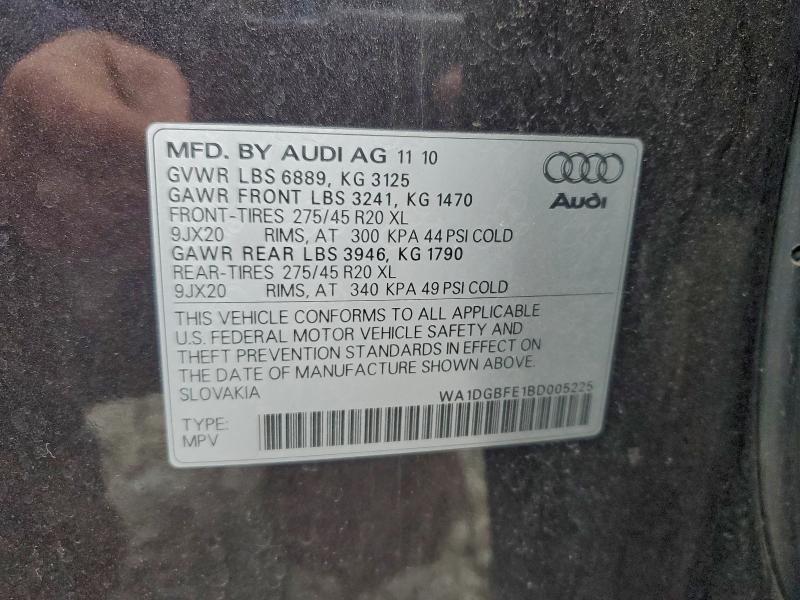 MFD. BY AUDI AG 11 10
GVWR LBS 6889, KG 3125
GAWR FRONT LBS 3241, KG 1470
FRONT-TIRES 275/45 R20 XL
9JX20 RIMS, AT 300 KPA 44 PSI COLD
GAWR REAR LBS 3946, KG 1790
REAR-TIRES 275/45 R20 XL
9JX20 RIMS, AT 340 KPA 49 PSI COLD
Audi
THIS VEHICLE CONFORMS TO ALL APPLICABLE
U.S. FEDERAL MOTOR VEHICLE SAFETY AND
THEFT PREVENTION STANDARDS IN EFFECT ON
THE DATE OF MANUFACTURE SHOWN ABOVE.
SLOVAKIA WA1DGBFE1BD005225
TYPE:
MPV